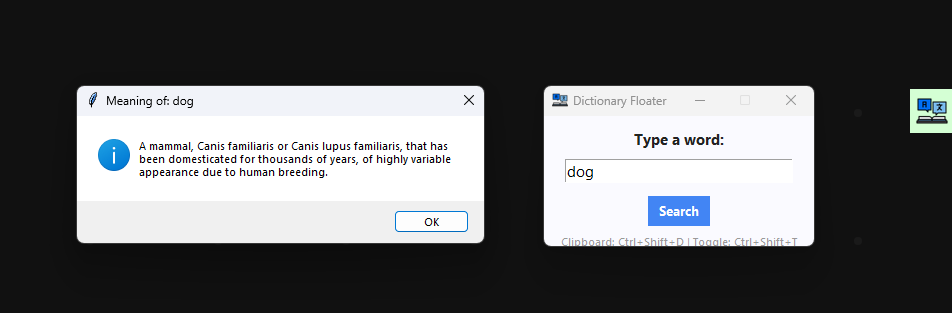 Meaning of: dog
A mammal, Canis familiaris or Canis lupus familiaris, that has
been domesticated for thousands of years, of highly variable
appearance due to human breeding.
OK
Dictionary Floater
Type a word:
dog
Search
Clipboard: Ctrl+Shift+D | Toggle: Ctrl+Shift+T